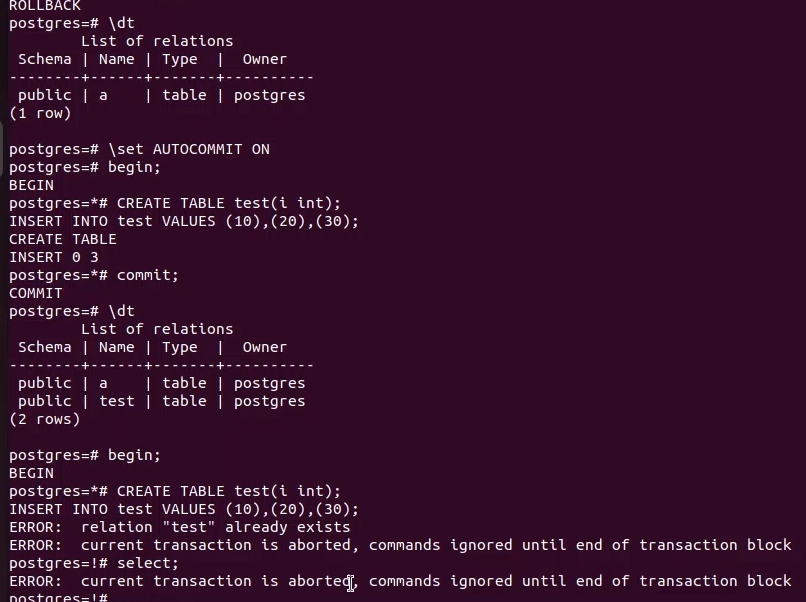 ROLLBACK
postgres=# \dt
        List of relations
 Schema | Name | Type  |  Owner
--------+------+-------+----------
 public | a    | table | postgres
(1 row)

postgres=# \set AUTOCOMMIT ON
postgres=# begin;
BEGIN
postgres=*# CREATE TABLE test(i int);
INSERT INTO test VALUES (10),(20),(30);
CREATE TABLE
INSERT 0 3
postgres=*# commit;
COMMIT
postgres=# \dt
        List of relations
 Schema | Name | Type  |  Owner
--------+------+-------+----------
 public | a    | table | postgres
 public | test | table | postgres
(2 rows)

postgres=# begin;
BEGIN
postgres=*# CREATE TABLE test(i int);
INSERT INTO test VALUES (10),(20),(30);
ERROR:  relation "test" already exists
ERROR:  current transaction is aborted, commands ignored until end of transaction block
postgres=!# select;
ERROR:  current transaction is aborted, commands ignored until end of transaction block
postgres=!#